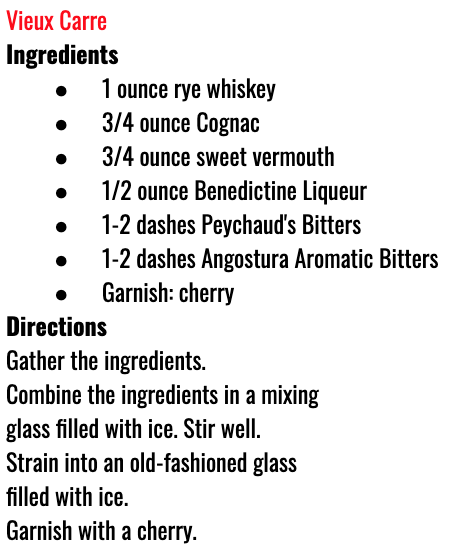 Vieux Carre
Ingredients
● 1 ounce rye whiskey
● 3/4 ounce Cognac
● 3/4 ounce sweet vermouth
● 1/2 ounce Benedictine Liqueur
● 1-2 dashes Peychaud's Bitters
● 1-2 dashes Angostura Aromatic Bitters
● Garnish: cherry
Directions
Gather the ingredients.
Combine the ingredients in a mixing
glass filled with ice. Stir well.
Strain into an old-fashioned glass
filled with ice.
Garnish with a cherry.